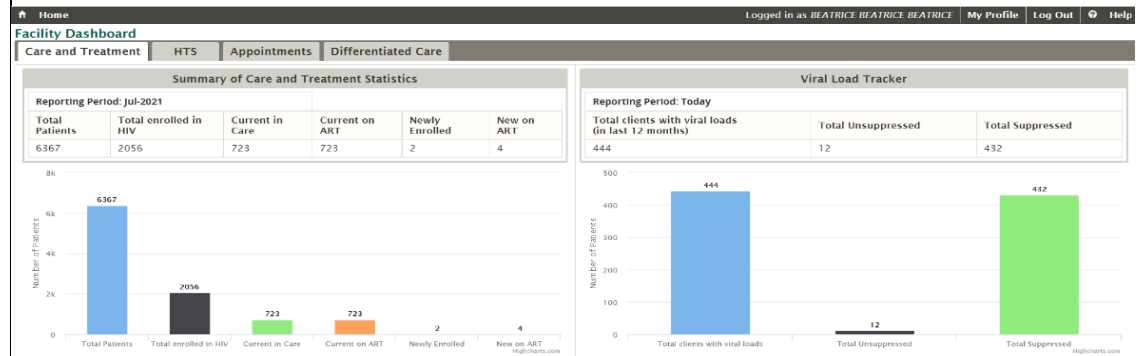 Home
Logged in as BEATRICE BEATRICE BEATRICE My Profile Log Out Help
Facility Dashboard
Care and Treatment HTS Appointments Differentiated Care
Summary of Care and Treatment Statistics
Reporting Period: Jul-2021
Total Patients Total enrolled in HIV Current in Care Current on ART Newly Enrolled New on ART
6367 2056 723 723 2 4
8k
6k
4k
2k
0
Number of Patients
6367
2056
723
723
2
4
Total Patients Total enrolled in HIV Current in Care Current on ART Newly Enrolled New on ART
Highcharts.com
Viral Load Tracker
Reporting Period: Today
Total clients with viral loads (in last 12 months) Total Unsuppressed Total Suppressed
444 12 432
500
400
300
200
100
0
Number of Patients
444
12
432
Total clients with viral loads Total Unsuppressed Total Suppressed
Highcharts.com